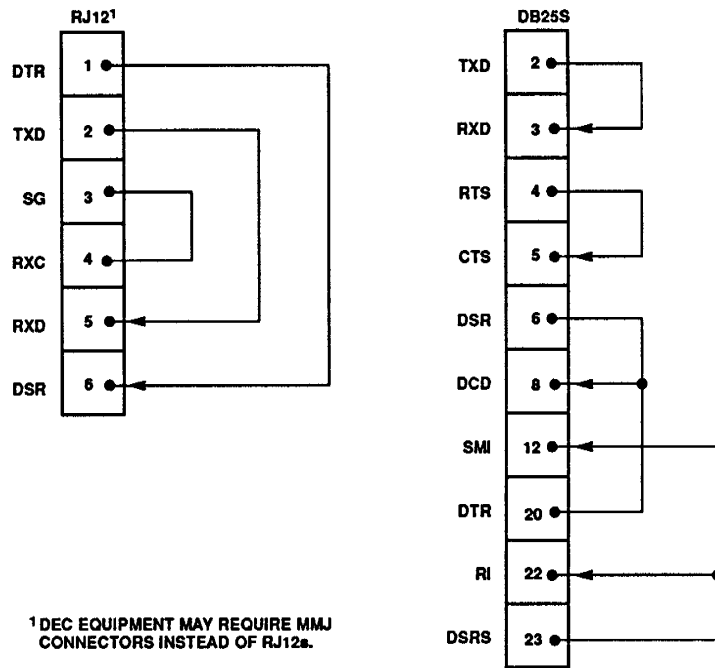 RJ12¹
DTR 1
TXD 2
SG 3
RXC 4
RXD 5
DSR 6
DB25S
TXD 2
RXD 3
RTS 4
CTS 5
DSR 6
DCD 8
SMI 12
DTR 20
RI 22
DSRS 23
¹ DEC EQUIPMENT MAY REQUIRE MMJ
CONNECTORS INSTEAD OF RJ12s.